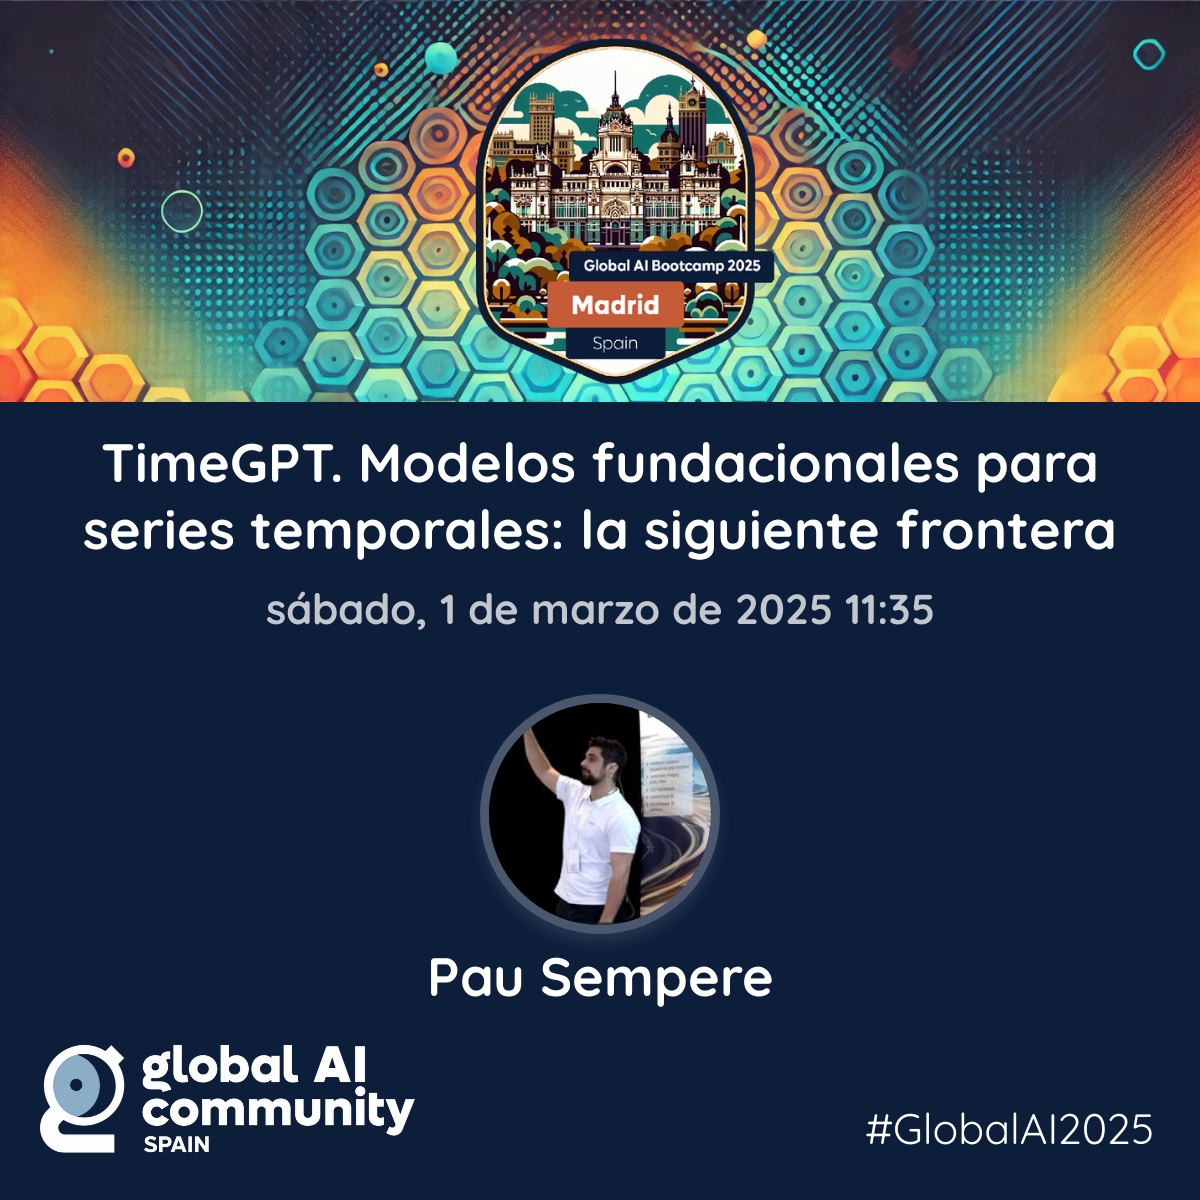 Global AI Bootcamp 2025
Madrid
Spain
TimeGPT. Modelos fundacionales para
series temporales: la siguiente frontera
sábado, 1 de marzo de 2025 11:35
Pau Sempere
global AI
community
SPAIN
#GlobalAI2025